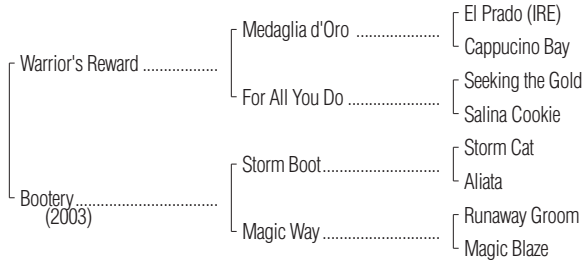 El Prado (IRE)
Medaglia d'Oro ....................
Cappucino Bay
Warrior's Reward ..................
Seeking the Gold
For All You Do ......................
Salina Cookie
Storm Cat
Storm Boot............................
Aliata
Bootery...................................
(2003)
Runaway Groom
Magic Way ............................
Magic Blaze